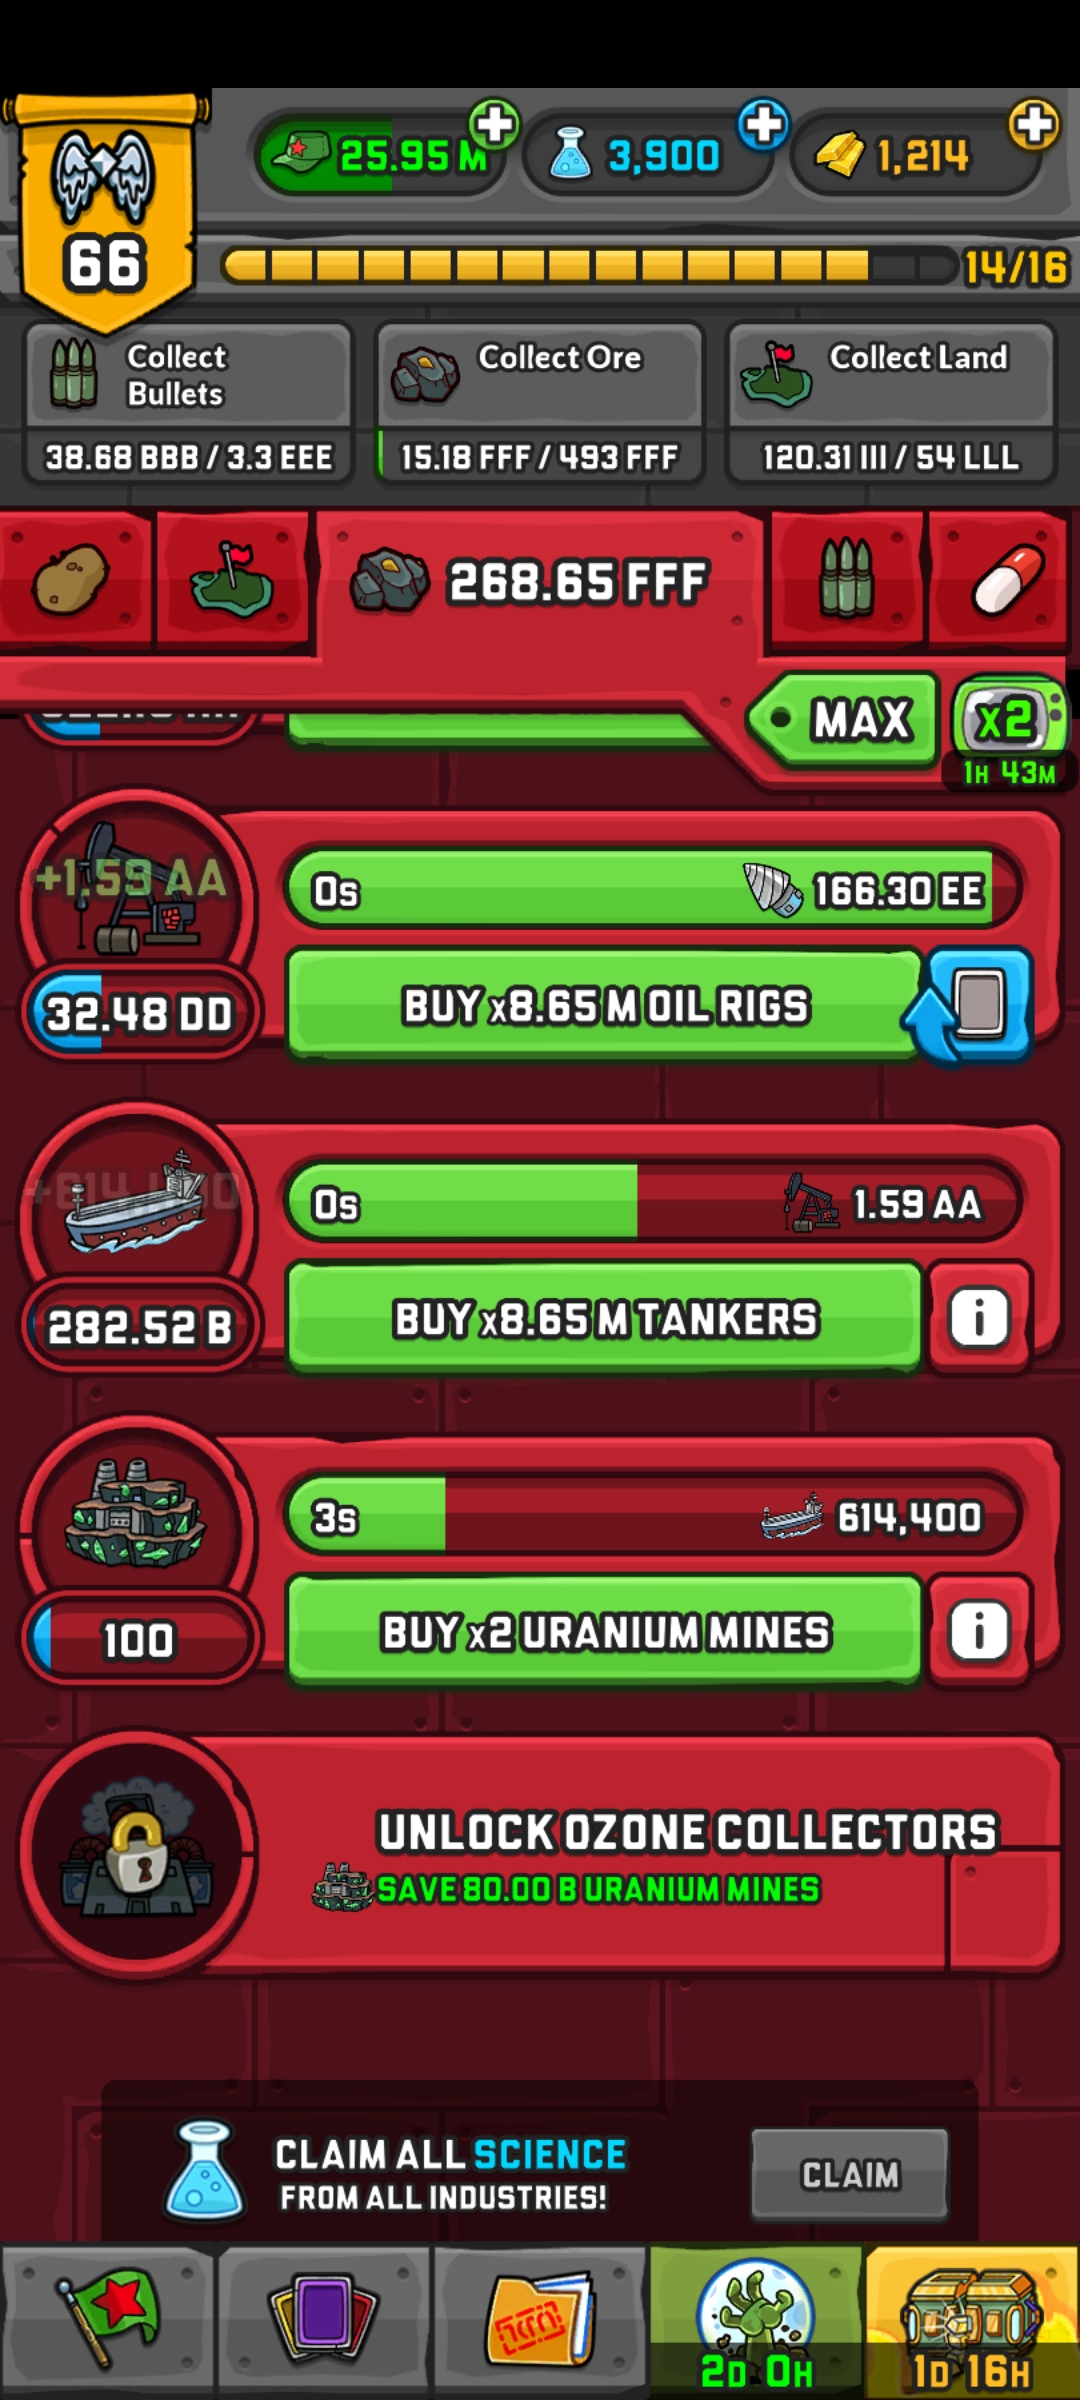 25.95 M
3,900
1,214
66
14/16
Collect
Bullets
38.68 BBB / 3.3 EEE
Collect Ore
15.18 FFF / 493 FFF
Collect Land
120.31 III / 54 LLL
268.65 FFF
MAX
x2
1H 43M
+1.59 AA
0s
166.30 EE
32.48 DD
BUY x8.65 M OIL RIGS
0s
1.59 AA
282.52 B
BUY x8.65 M TANKERS
i
3s
614,400
100
BUY x2 URANIUM MINES
i
UNLOCK OZONE COLLECTORS
SAVE 80.00 B URANIUM MINES
CLAIM ALL SCIENCE
FROM ALL INDUSTRIES!
CLAIM
2D 0H
1D 16H